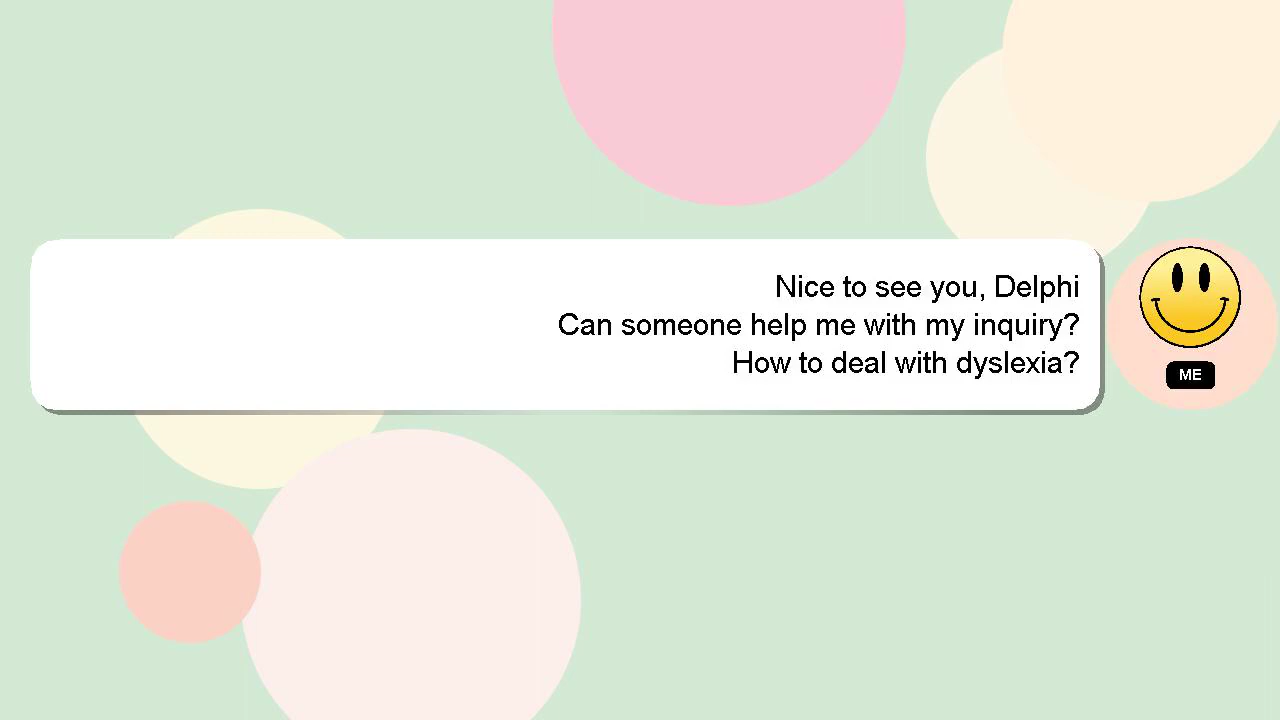 Nice to see you, Delphi
Can someone help me with my inquiry?
How to deal with dyslexia?
ME